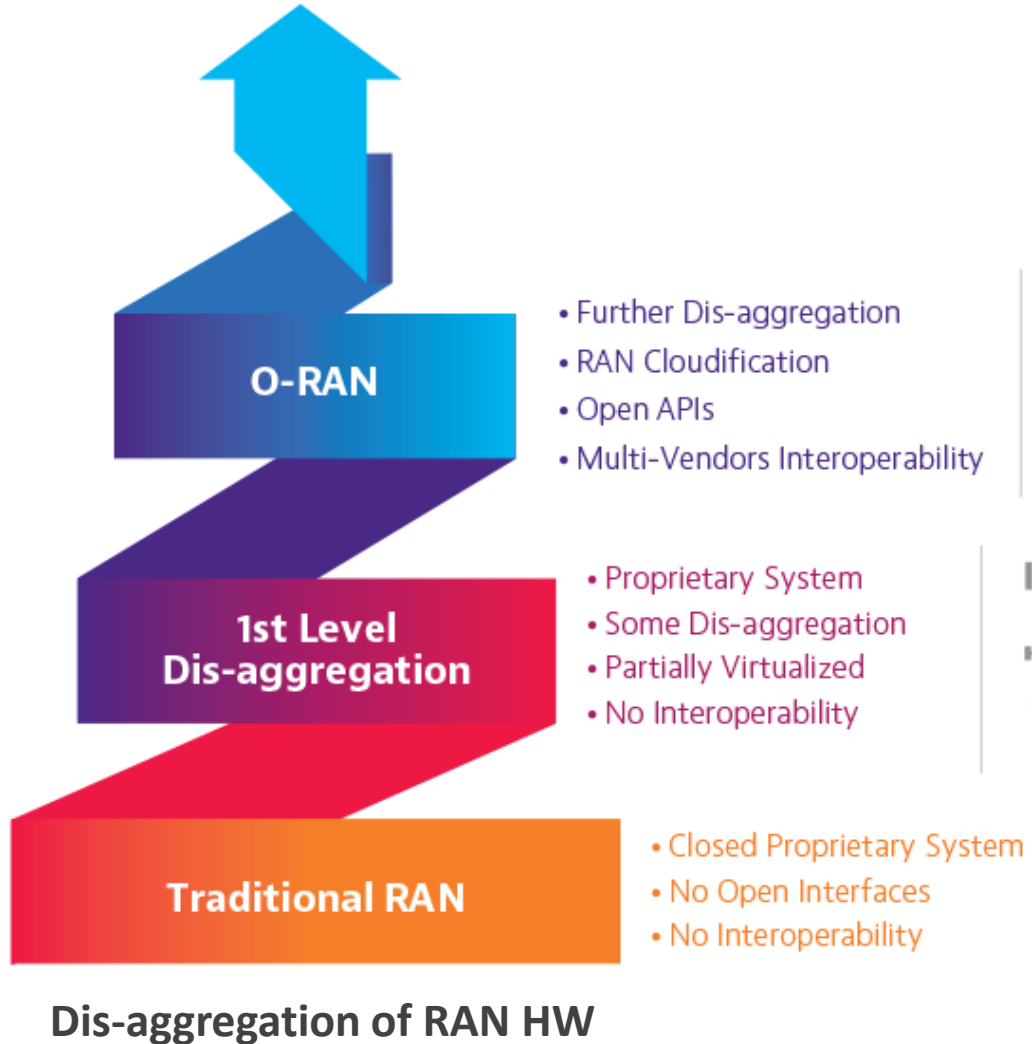 • Further Dis-aggregation
• RAN Cloudification
• Open APIs
• Multi-Vendors Interoperability
O-RAN
• Proprietary System
• Some Dis-aggregation
• Partially Virtualized
• No Interoperability
1st Level
Dis-aggregation
• Closed Proprietary System
• No Open Interfaces
• No Interoperability
Traditional RAN
Dis-aggregation of RAN HW